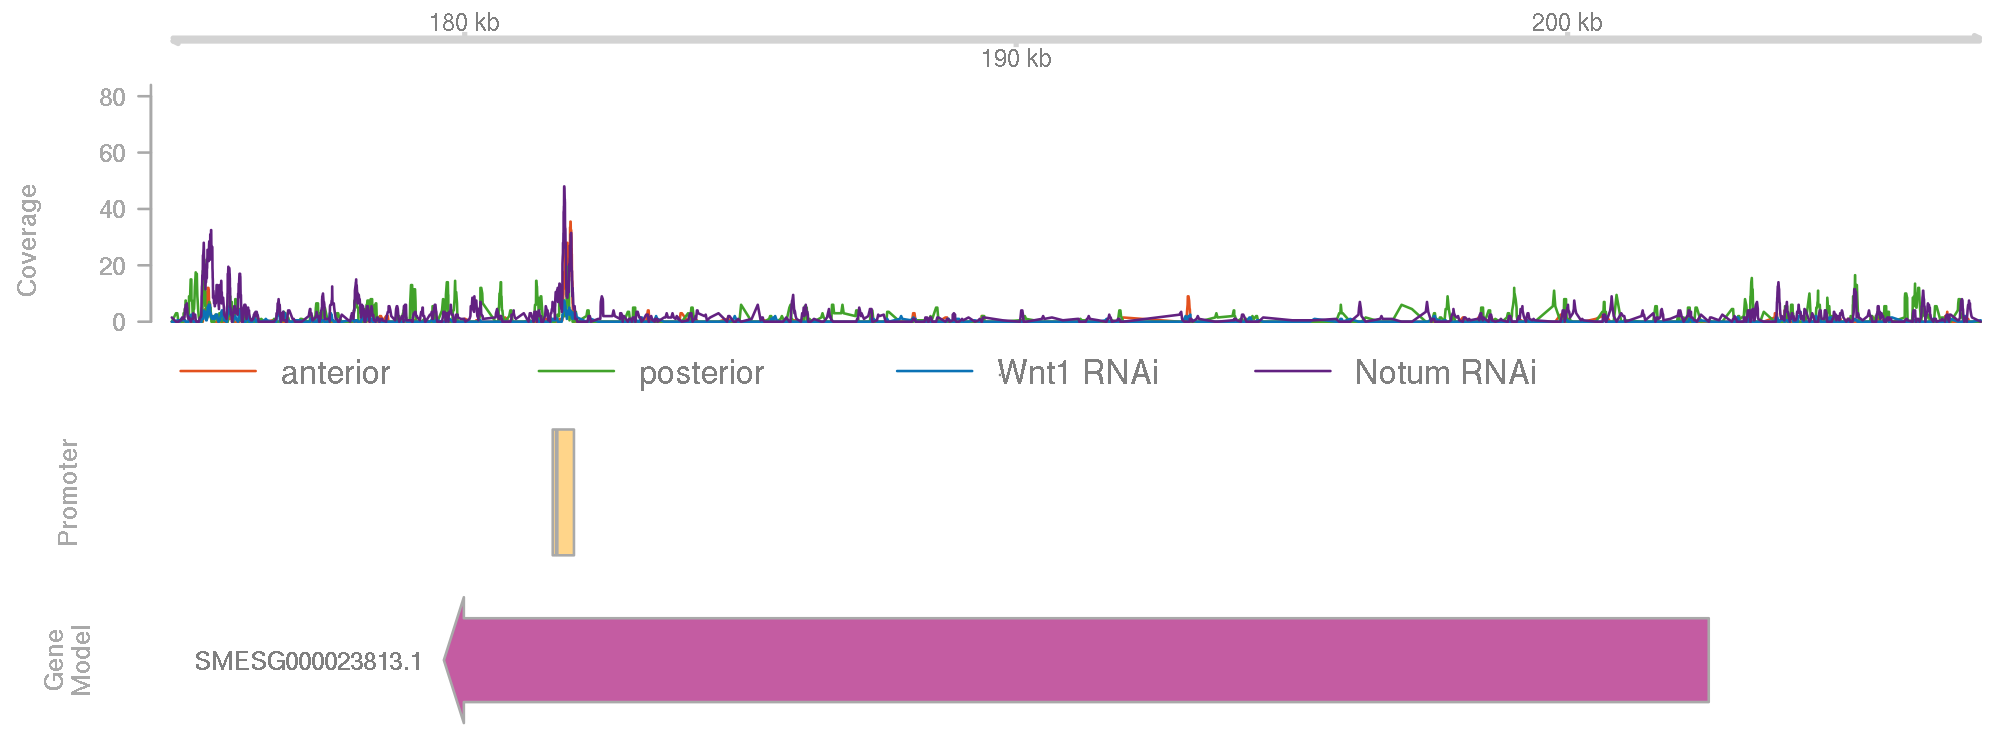 180 kb
200 kb
190 kb
80
60
40
20
0
Coverage
anterior
posterior
Wnt1 RNAi
Notum RNAi
Promoter
Gene
Model
SMESG000023813.1